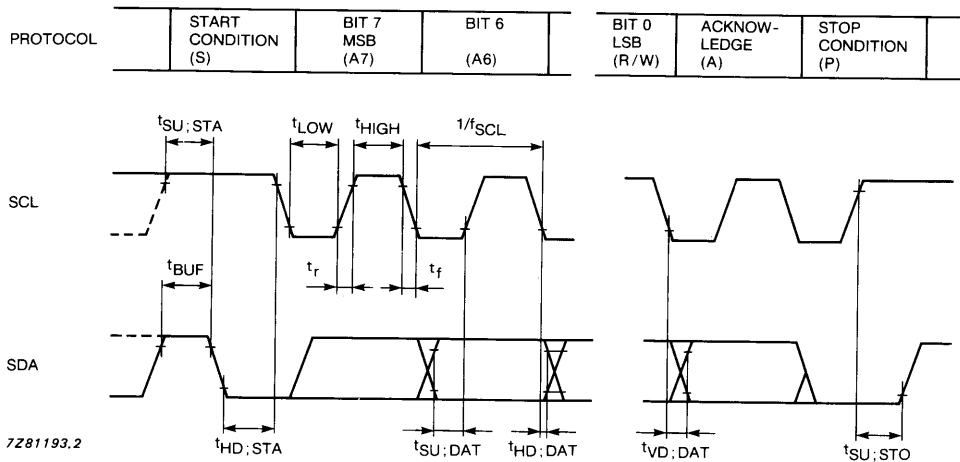 PROTOCOL
START
CONDITION
(S)
BIT 7
MSB
(A7)
BIT 6
(A6)
BIT 0
LSB
(R/W)
ACKNOW-
LEDGE
(A)
STOP
CONDITION
(P)
tSU;STA
tLOW
tHIGH
1/fSCL
SCL
tBUF
tr
tf
SDA
tHD;STA
tSU;DAT
tHD;DAT
tVD;DAT
tSU;STO
7Z81193.2